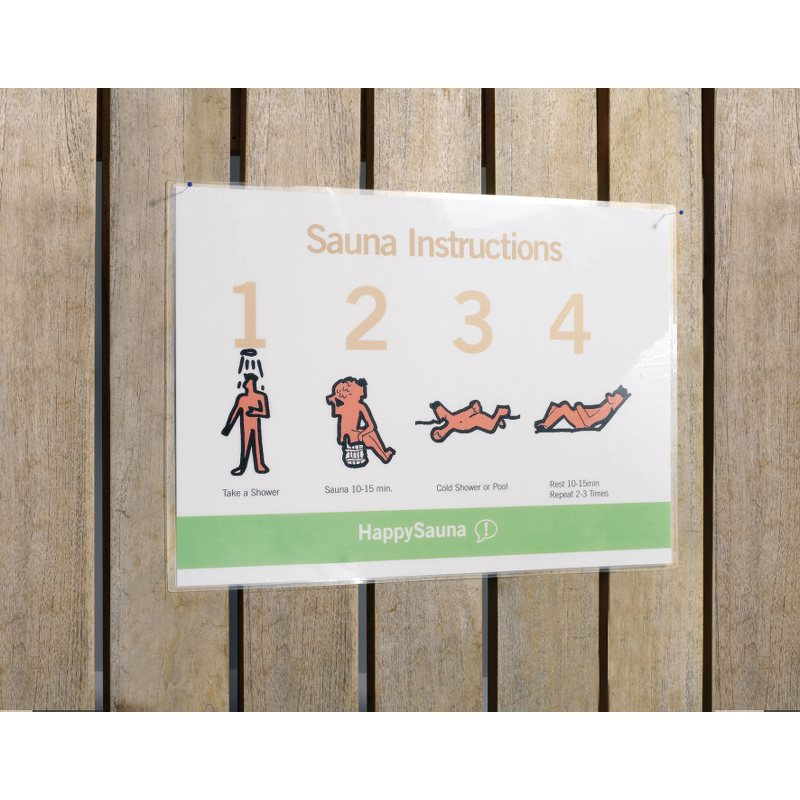 Sauna Instructions
1 2 3 4
Take a Shower
Sauna 10-15 min.
Cold Shower or Pool
Rest 10-15min
Repeat 2-3 Times
HappySauna !